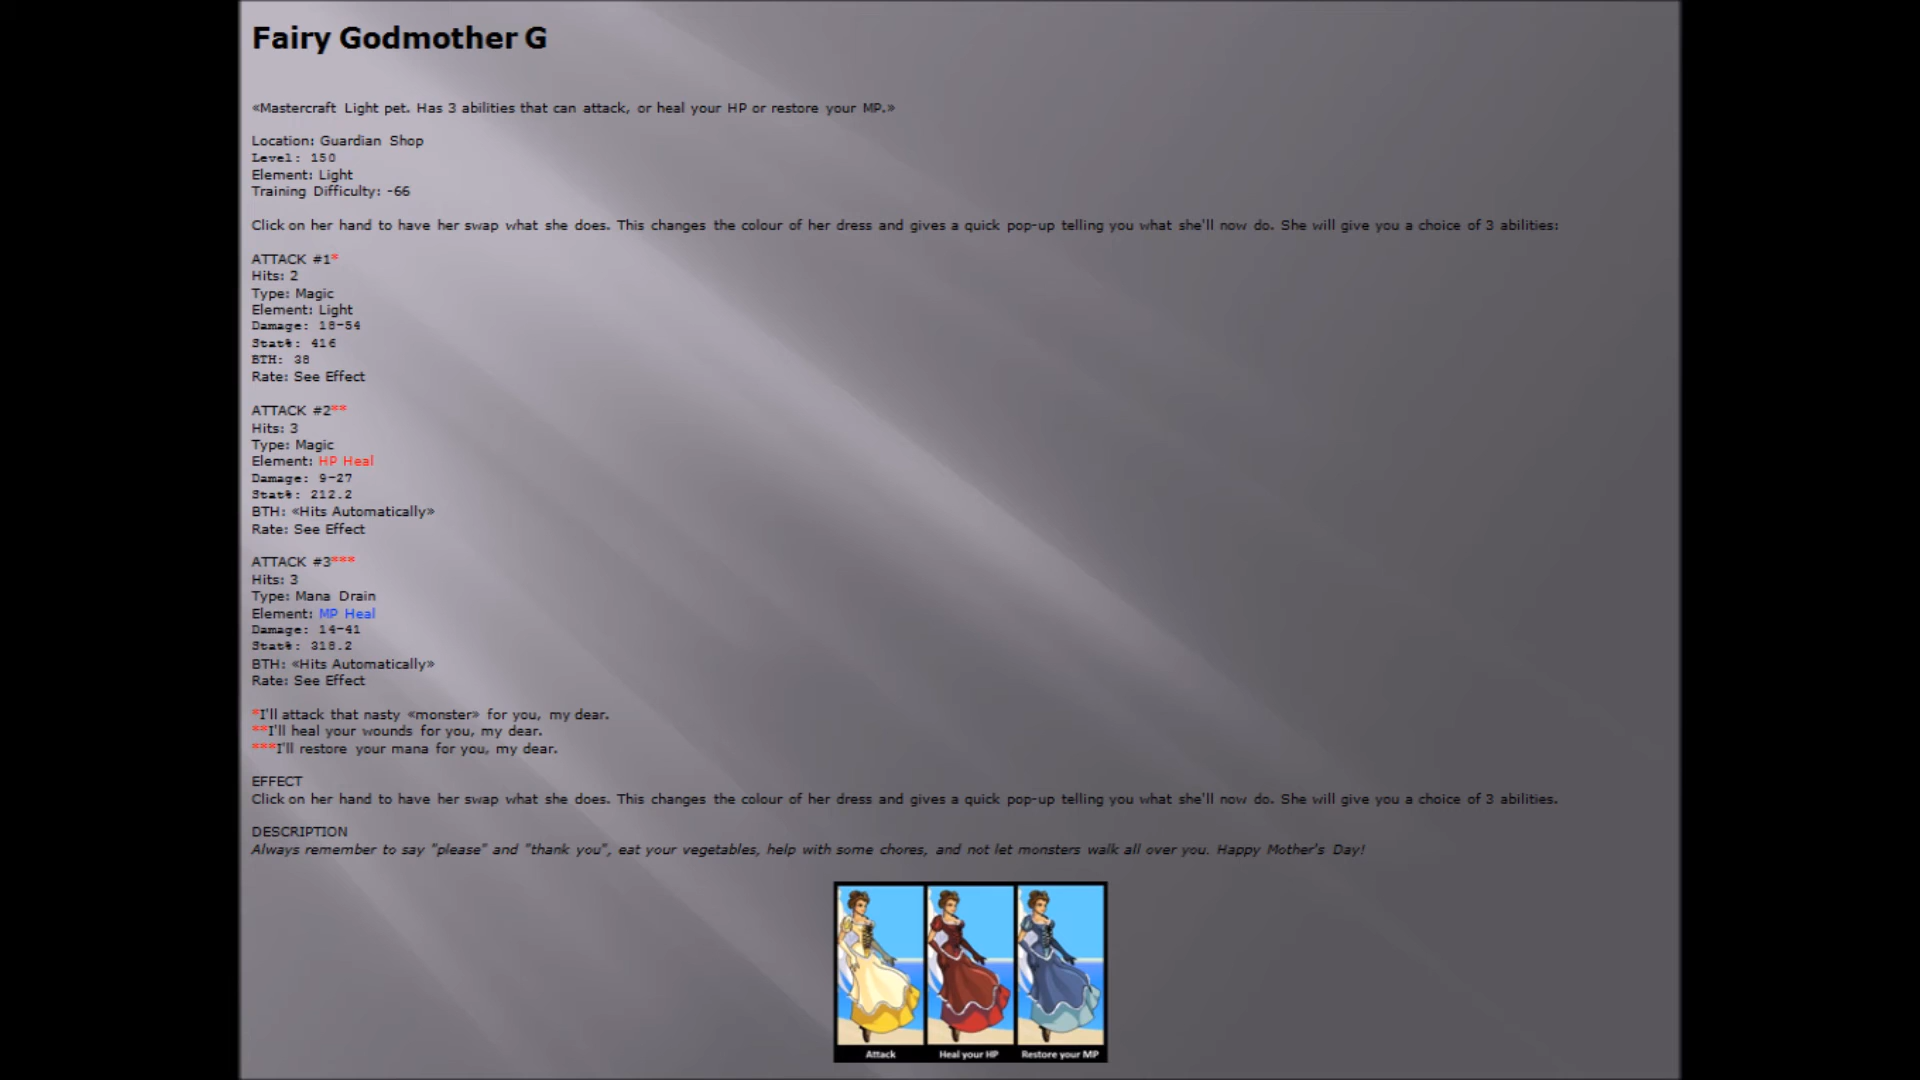 Fairy Godmother G
«Mastercraft Light pet. Has 3 abilities that can attack, or heal your HP or restore your MP.»
Location: Guardian Shop
Level: 150
Element: Light
Training Difficulty: -66
Click on her hand to have her swap what she does. This changes the colour of her dress and gives a quick pop-up telling you what she'll now do. She will give you a choice of 3 abilities:
ATTACK #1*
Hits: 2
Type: Magic
Element: Light
Damage: 18-54
Stat%: 416
BTH: 38
Rate: See Effect
ATTACK #2**
Hits: 3
Type: Magic
Element: HP Heal
Damage: 9-27
Stat%: 212.2
BTH: «Hits Automatically»
Rate: See Effect
ATTACK #3***
Hits: 3
Type: Mana Drain
Element: MP Heal
Damage: 14-41
Stat%: 318.2
BTH: «Hits Automatically»
Rate: See Effect
*I'll attack that nasty «monster» for you, my dear.
**I'll heal your wounds for you, my dear.
***I'll restore your mana for you, my dear.
EFFECT
Click on her hand to have her swap what she does. This changes the colour of her dress and gives a quick pop-up telling you what she'll now do. She will give you a choice of 3 abilities.
DESCRIPTION
Always remember to say "please" and "thank you", eat your vegetables, help with some chores, and not let monsters walk all over you. Happy Mother's Day!
Attack Heal your HP Restore your MP